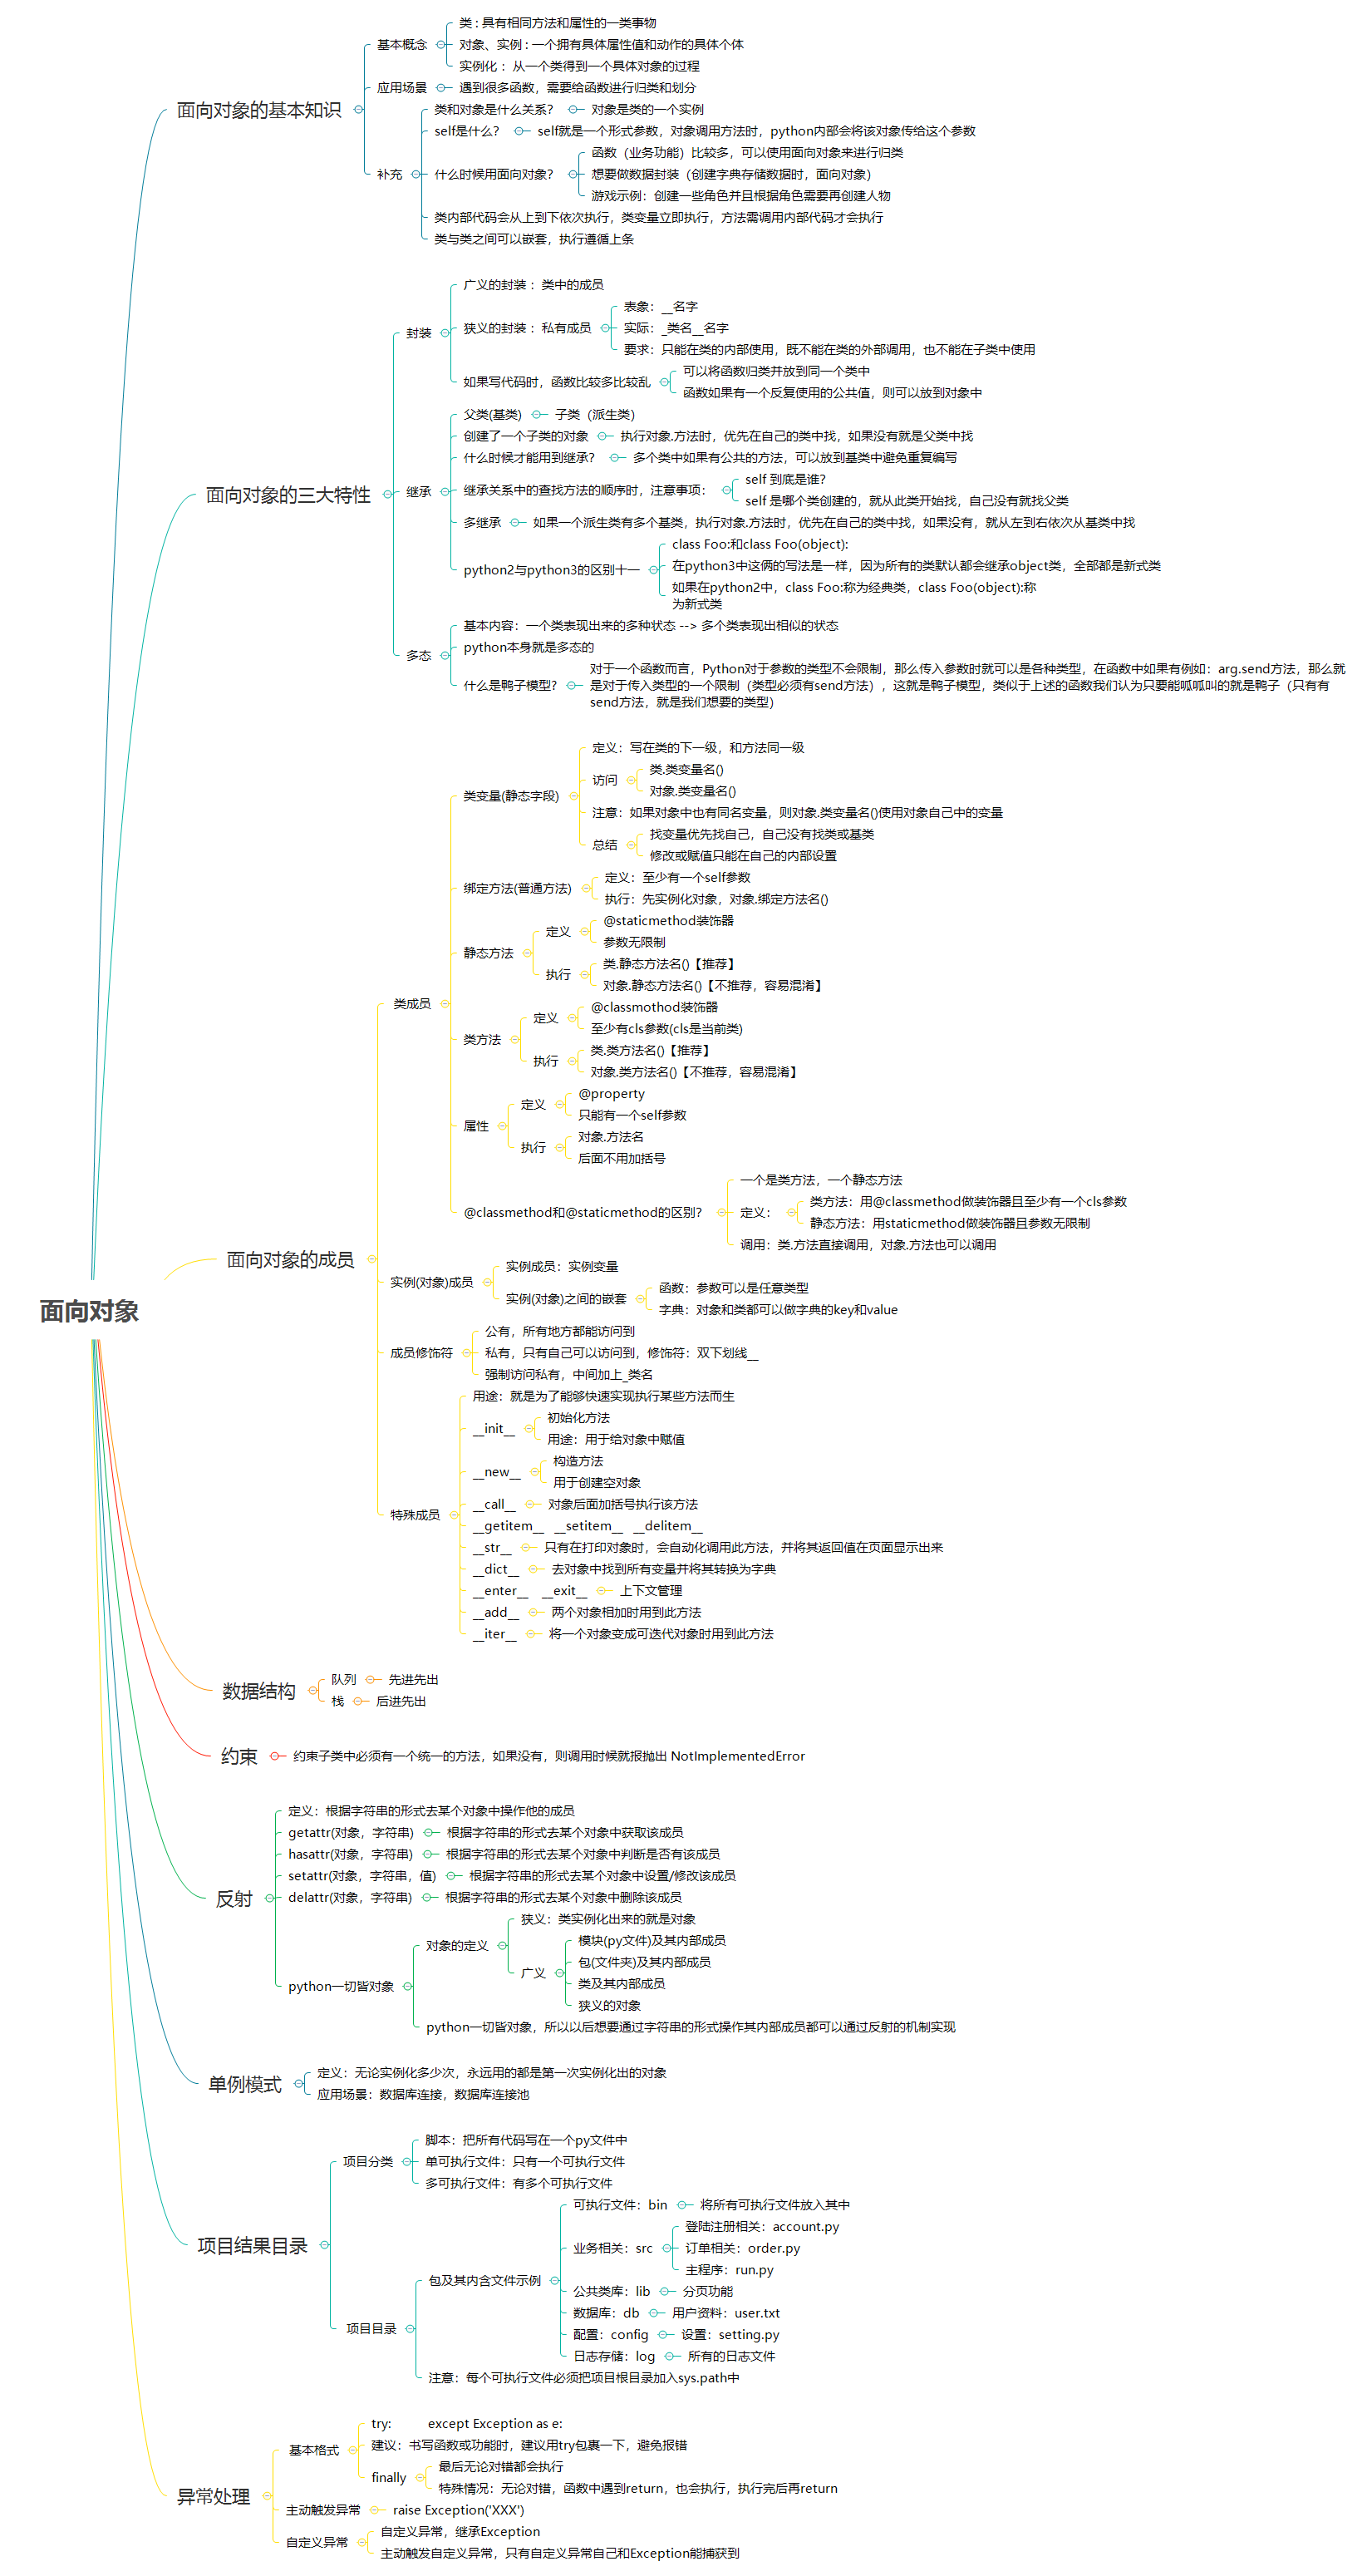 面向对象
面向对象的基本知识
基本概念
类：具有相同方法和属性的一类事物
对象、实例：一个拥有具体属性值和动作的具体个体
实例化：从一个类得到一个具体对象的过程
应用场景
遇到很多函数，需要给函数进行归类和划分
补充
类和对象是什么关系？
对象是类的一个实例
self是什么？
self就是一个形式参数，对象调用方法时，python内部会将该对象传给这个参数
什么时候用面向对象？
函数（业务功能）比较多，可以使用面向对象来进行归类
想要做数据封装（创建字典存储数据时，面向对象）
游戏示例：创建一些角色并且根据角色需要再创建人物
类内部代码会从上到下依次执行，类变量立即执行，方法需调用内部代码才会执行
类与类之间可以嵌套，执行遵循上条
面向对象的三大特性
封装
广义的封装：类中的成员
狭义的封装：私有成员
表象：__名字
实际：_类名__名字
要求：只能在类的内部使用，既不能在类的外部调用，也不能在子类中使用
如果写代码时，函数比较多比较乱
可以将函数归类并放到同一个类中
函数如果有一个反复使用的公共值，则可以放到对象中
继承
父类(基类)
子类（派生类）
创建了一个子类的对象
执行对象.方法时，优先在自己的类中找，如果没有就是父类中找
什么时候才能用到继承？
多个类中如果有公共的方法，可以放到基类中避免重复编写
继承关系中的查找方法的顺序时，注意事项：
self 到底是谁？
self 是哪个类创建的，就从此类开始找，自己没有就找父类
多继承
如果一个派生类有多个基类，执行对象.方法时，优先在自己的类中找，如果没有，就从左到右依次从基类中找
python2与python3的区别十一
class Foo:和class Foo(object):
在python3中这俩的写法是一样，因为所有的类默认都会继承object类，全部都是新式类
如果在python2中，class Foo:称为经典类，class Foo(object):称
为新式类
多态
基本内容：一个类表现出来的多种状态 --> 多个类表现出相似的状态
python本身就是多态的
什么是鸭子模型？
对于一个函数而言，Python对于参数的类型不会限制，那么传入参数时就可以是各种类型，在函数中如果有例如：arg.send方法，那么就
是对于传入类型的一个限制（类型必须有send方法），这就是鸭子模型，类似于上述的函数我们认为只要能呱呱叫的就是鸭子（只有有
send方法，就是我们想要的类型）
面向对象的成员
类成员
类变量(静态字段)
定义：写在类的下一级，和方法同一级
访问
类.类变量名()
对象.类变量名()
注意：如果对象中也有同名变量，则对象.类变量名()使用对象自己中的变量
总结
找变量优先找自己，自己没有找类或基类
修改或赋值只能在自己的内部设置
绑定方法(普通方法)
定义：至少有一个self参数
执行：先实例化对象，对象.绑定方法名()
静态方法
定义
@staticmethod装饰器
参数无限制
执行
类.静态方法名()【推荐】
对象.静态方法名()【不推荐，容易混淆】
类方法
定义
@classmothod装饰器
至少有cls参数(cls是当前类)
执行
类.类方法名()【推荐】
对象.类方法名()【不推荐，容易混淆】
属性
定义
@property
只能有一个self参数
执行
对象.方法名
后面不用加括号
@classmethod和@staticmethod的区别？
一个是类方法，一个静态方法
定义：
类方法：用@classmethod做装饰器且至少有一个cls参数
静态方法：用staticmethod做装饰器且参数无限制
调用：类.方法直接调用，对象.方法也可以调用
实例(对象)成员
实例成员：实例变量
实例(对象)之间的嵌套
函数：参数可以是任意类型
字典：对象和类都可以做字典的key和value
成员修饰符
公有，所有地方都能访问到
私有，只有自己可以访问到，修饰符：双下划线__
强制访问私有，中间加上_类名
特殊成员
用途：就是为了能够快速实现执行某些方法而生
__init__
初始化方法
用途：用于给对象中赋值
__new__
构造方法
用于创建空对象
__call__
对象后面加括号执行该方法
__getitem__ __setitem__ __delitem__
__str__
只有在打印对象时，会自动化调用此方法，并将其返回值在页面显示出来
__dict__
去对象中找到所有变量并将其转换为字典
__enter__ __exit__
上下文管理
__add__
两个对象相加时用到此方法
__iter__
将一个对象变成可迭代对象时用到此方法
数据结构
队列
先进先出
栈
后进先出
约束
约束子类中必须有一个统一的方法，如果没有，则调用时候就报抛出 NotImplementedError
反射
定义：根据字符串的形式去某个对象中操作他的成员
getattr(对象，字符串)
根据字符串的形式去某个对象中获取该成员
hasattr(对象，字符串)
根据字符串的形式去某个对象中判断是否有该成员
setattr(对象，字符串，值)
根据字符串的形式去某个对象中设置/修改该成员
delattr(对象，字符串)
根据字符串的形式去某个对象中删除该成员
python一切皆对象
对象的定义
狭义：类实例化出来的就是对象
广义
模块(py文件)及其内部成员
包(文件夹)及其内部成员
类及其内部成员
狭义的对象
python一切皆对象，所以以后想要通过字符串的形式操作其内部成员都可以通过反射的机制实现
单例模式
定义：无论实例化多少次，永远用的都是第一次实例化出的对象
应用场景：数据库连接，数据库连接池
项目结果目录
项目分类
脚本：把所有代码写在一个py文件中
单可执行文件：只有一个可执行文件
多可执行文件：有多个可执行文件
项目目录
包及其内含文件示例
可执行文件：bin
将所有可执行文件放入其中
业务相关：src
登陆注册相关：account.py
订单相关：order.py
主程序：run.py
公共类库：lib
分页功能
数据库：db
用户资料：user.txt
配置：config
设置：setting.py
日志存储：log
所有的日志文件
注意：每个可执行文件必须把项目根目录加入sys.path中
异常处理
基本格式
try: except Exception as e:
建议：书写函数或功能时，建议用try包裹一下，避免报错
finally
最后无论对错都会执行
特殊情况：无论对错，函数中遇到return，也会执行，执行完后再return
主动触发异常
raise Exception('XXX')
自定义异常
自定义异常，继承Exception
主动触发自定义异常，只有自定义异常自己和Exception能捕获到